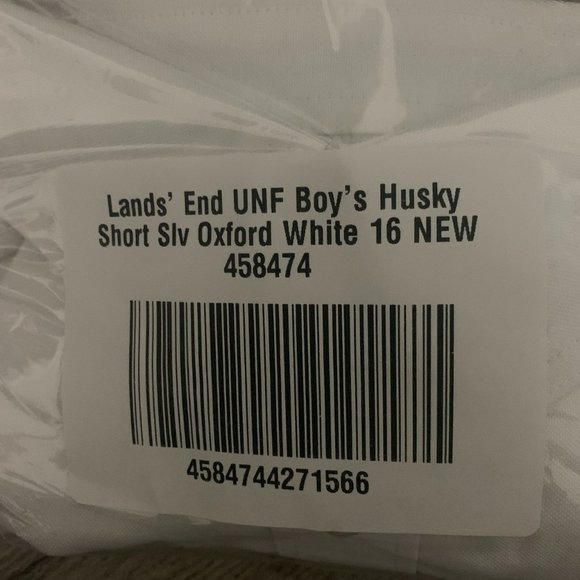 Lands' End UNF Boy's Husky
Short Slv Oxford White 16 NEW
458474
4584744271566